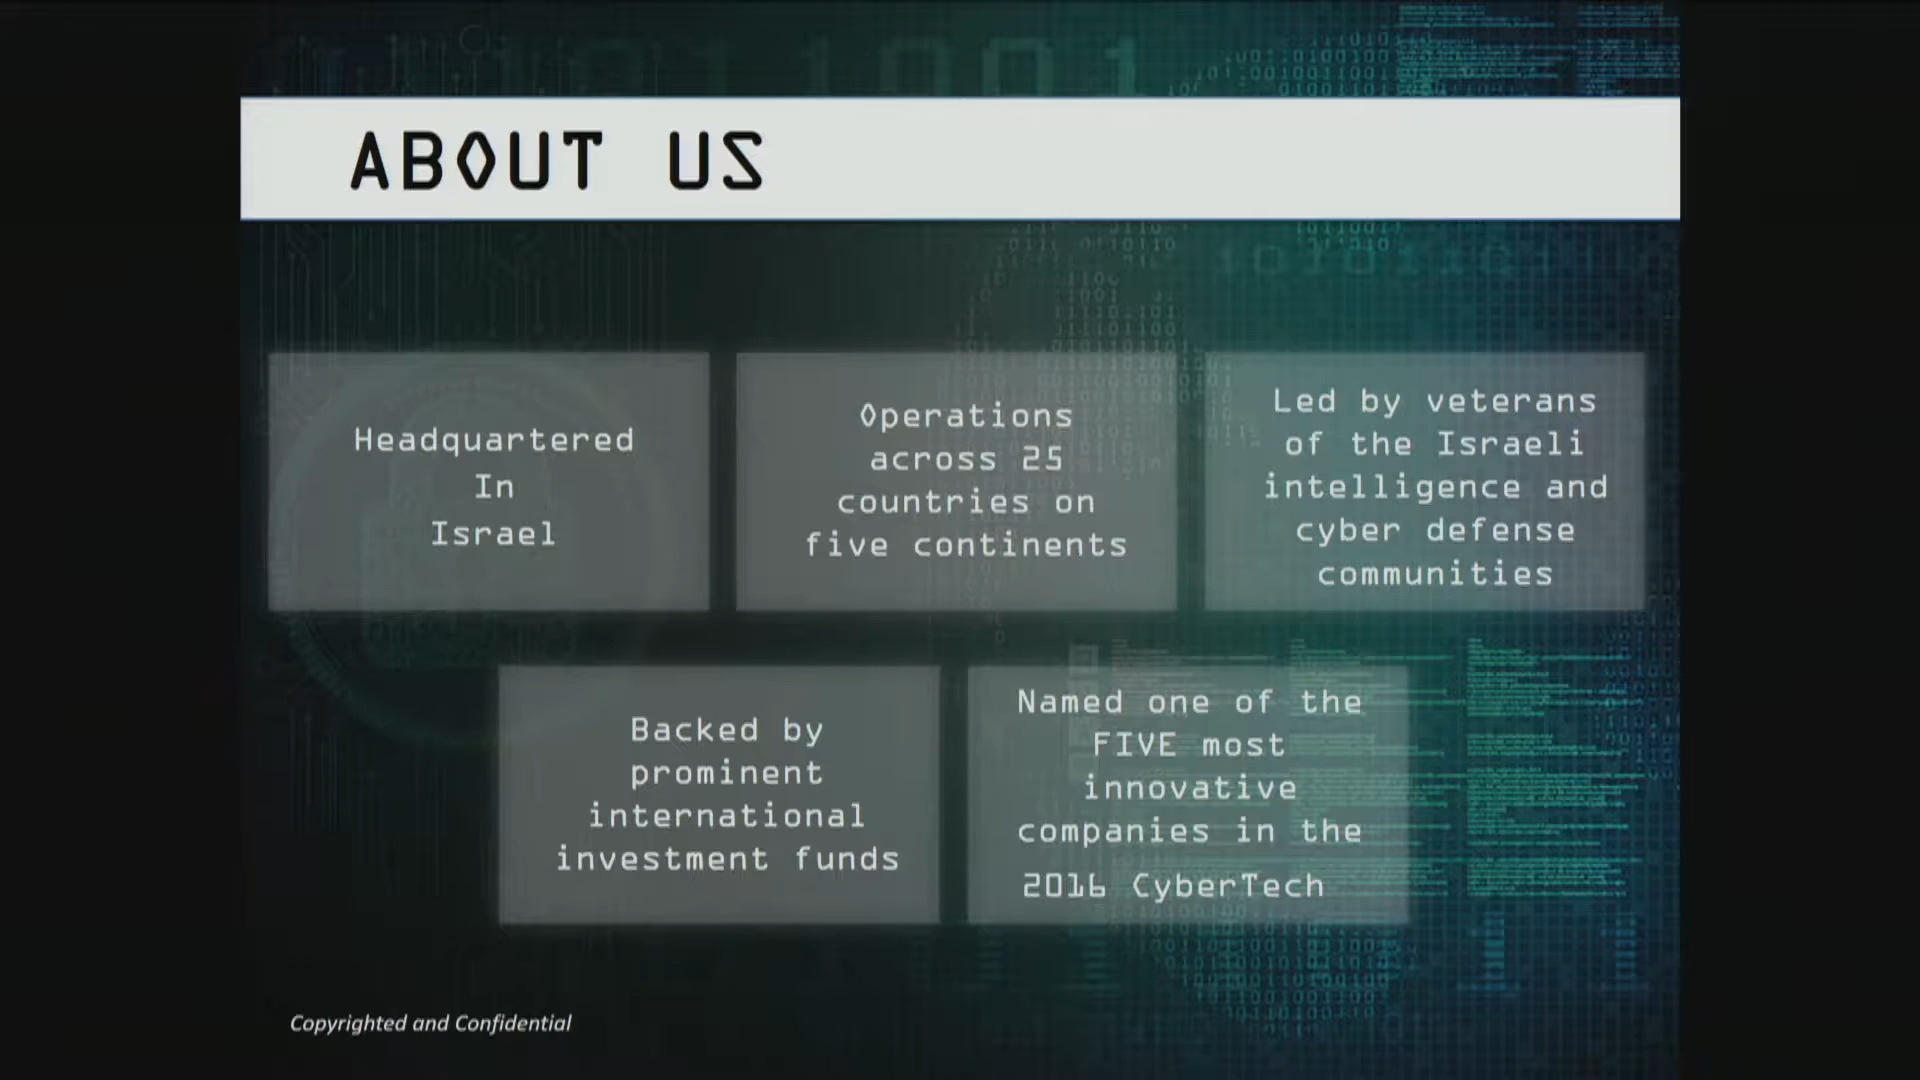 ABOUT US
Headquartered
In
Israel
Operations
across 25
countries on
five continents
Led by veterans
of the Israeli
intelligence and
cyber defense
communities
Backed by
prominent
international
investment funds
Named one of the
FIVE most
innovative
companies in the
2016 CyberTech
Copyrighted and Confidential